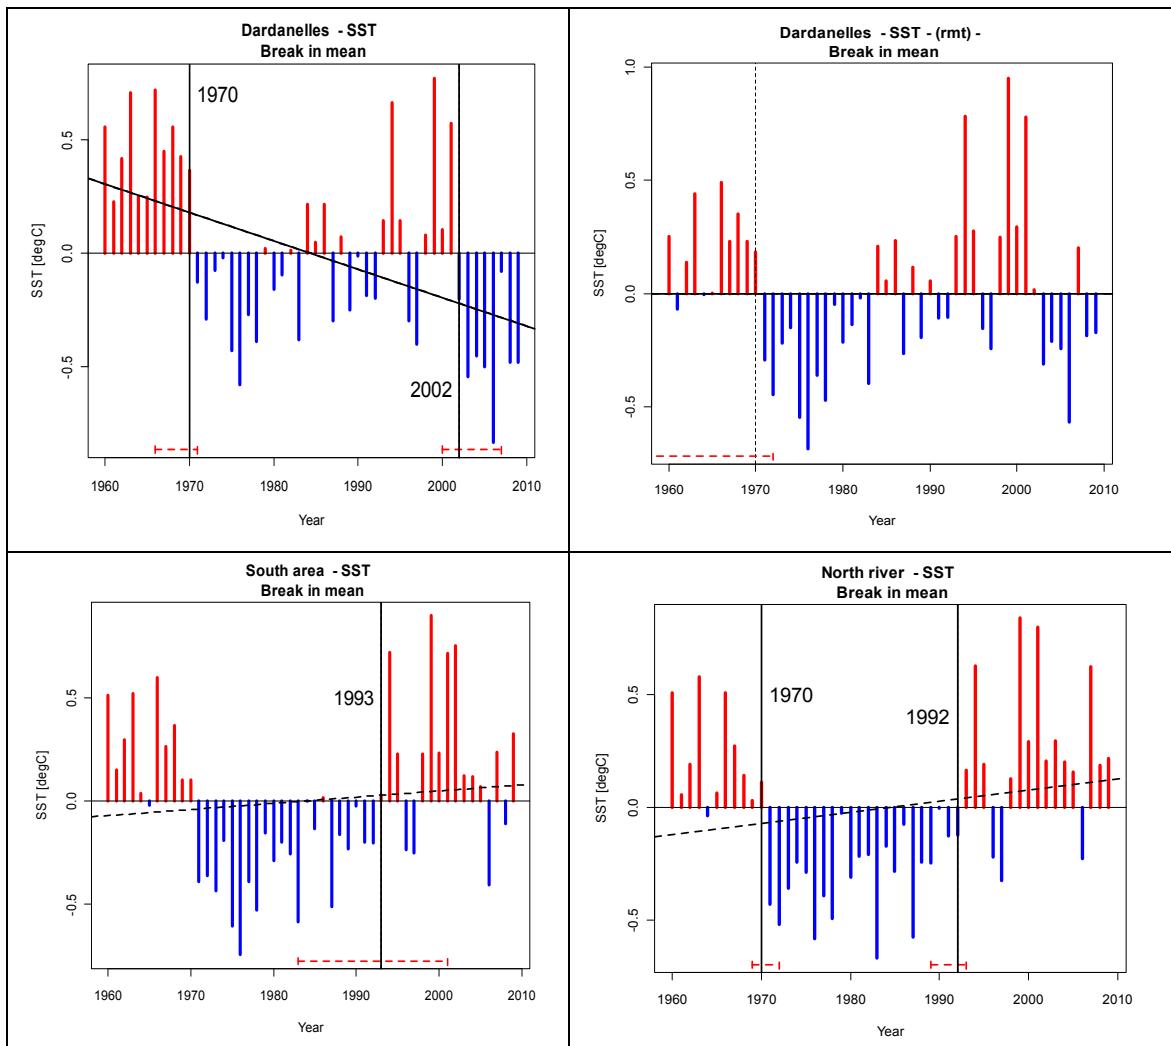 Dardanelles - SST
Break in mean
1970
2002
0.5
0.0
-0.5
SST [degC]
1960 1970 1980 1990 2000 2010
Year
Dardanelles - SST - (rmt) -
Break in mean
1.0
0.5
0.0
-0.5
SST [degC]
1960 1970 1980 1990 2000 2010
Year
South area - SST
Break in mean
1993
0.5
0.0
-0.5
SST [degC]
1960 1970 1980 1990 2000 2010
Year
North river - SST
Break in mean
1970
1992
0.5
0.0
-0.5
SST [degC]
1960 1970 1980 1990 2000 2010
Year